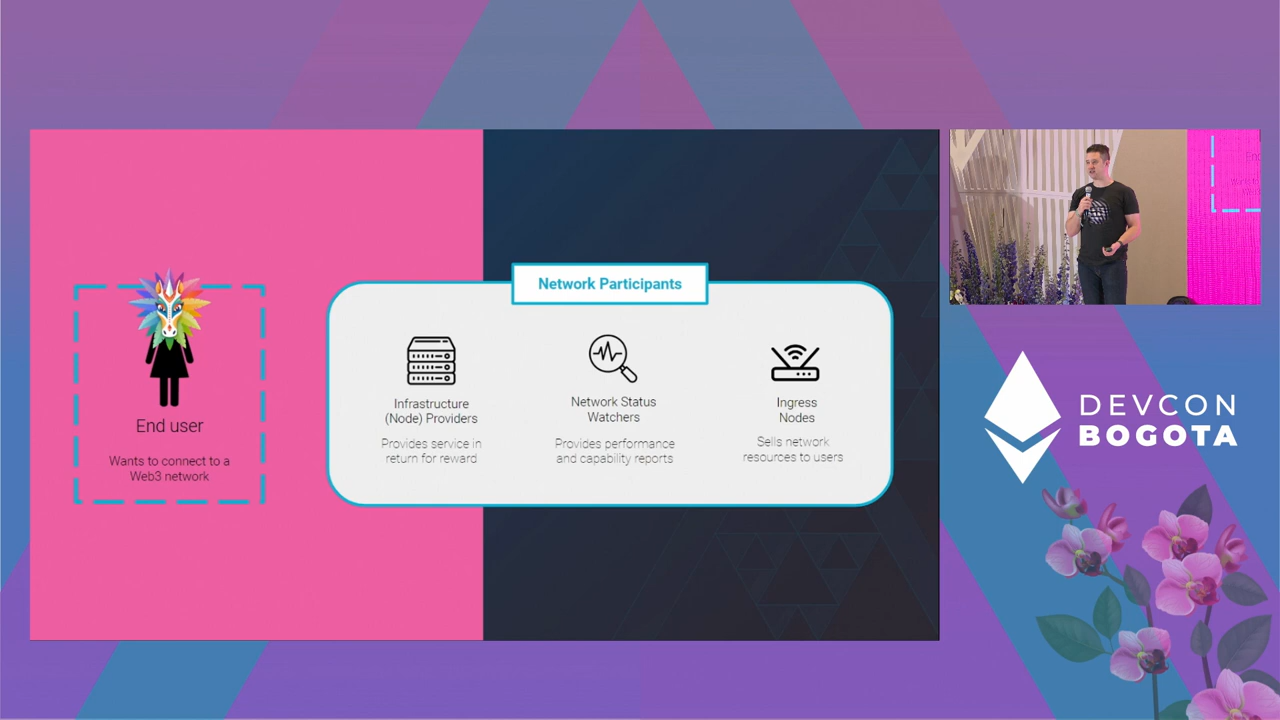 Network Participants
End user
Wants to connect to a
Web3 network
Infrastructure
(Node) Providers
Provides service in
return for reward
Network Status
Watchers
Provides performance
and capability reports
Ingress
Nodes
Sells network
resources to users
DEVCON
BOGOTA